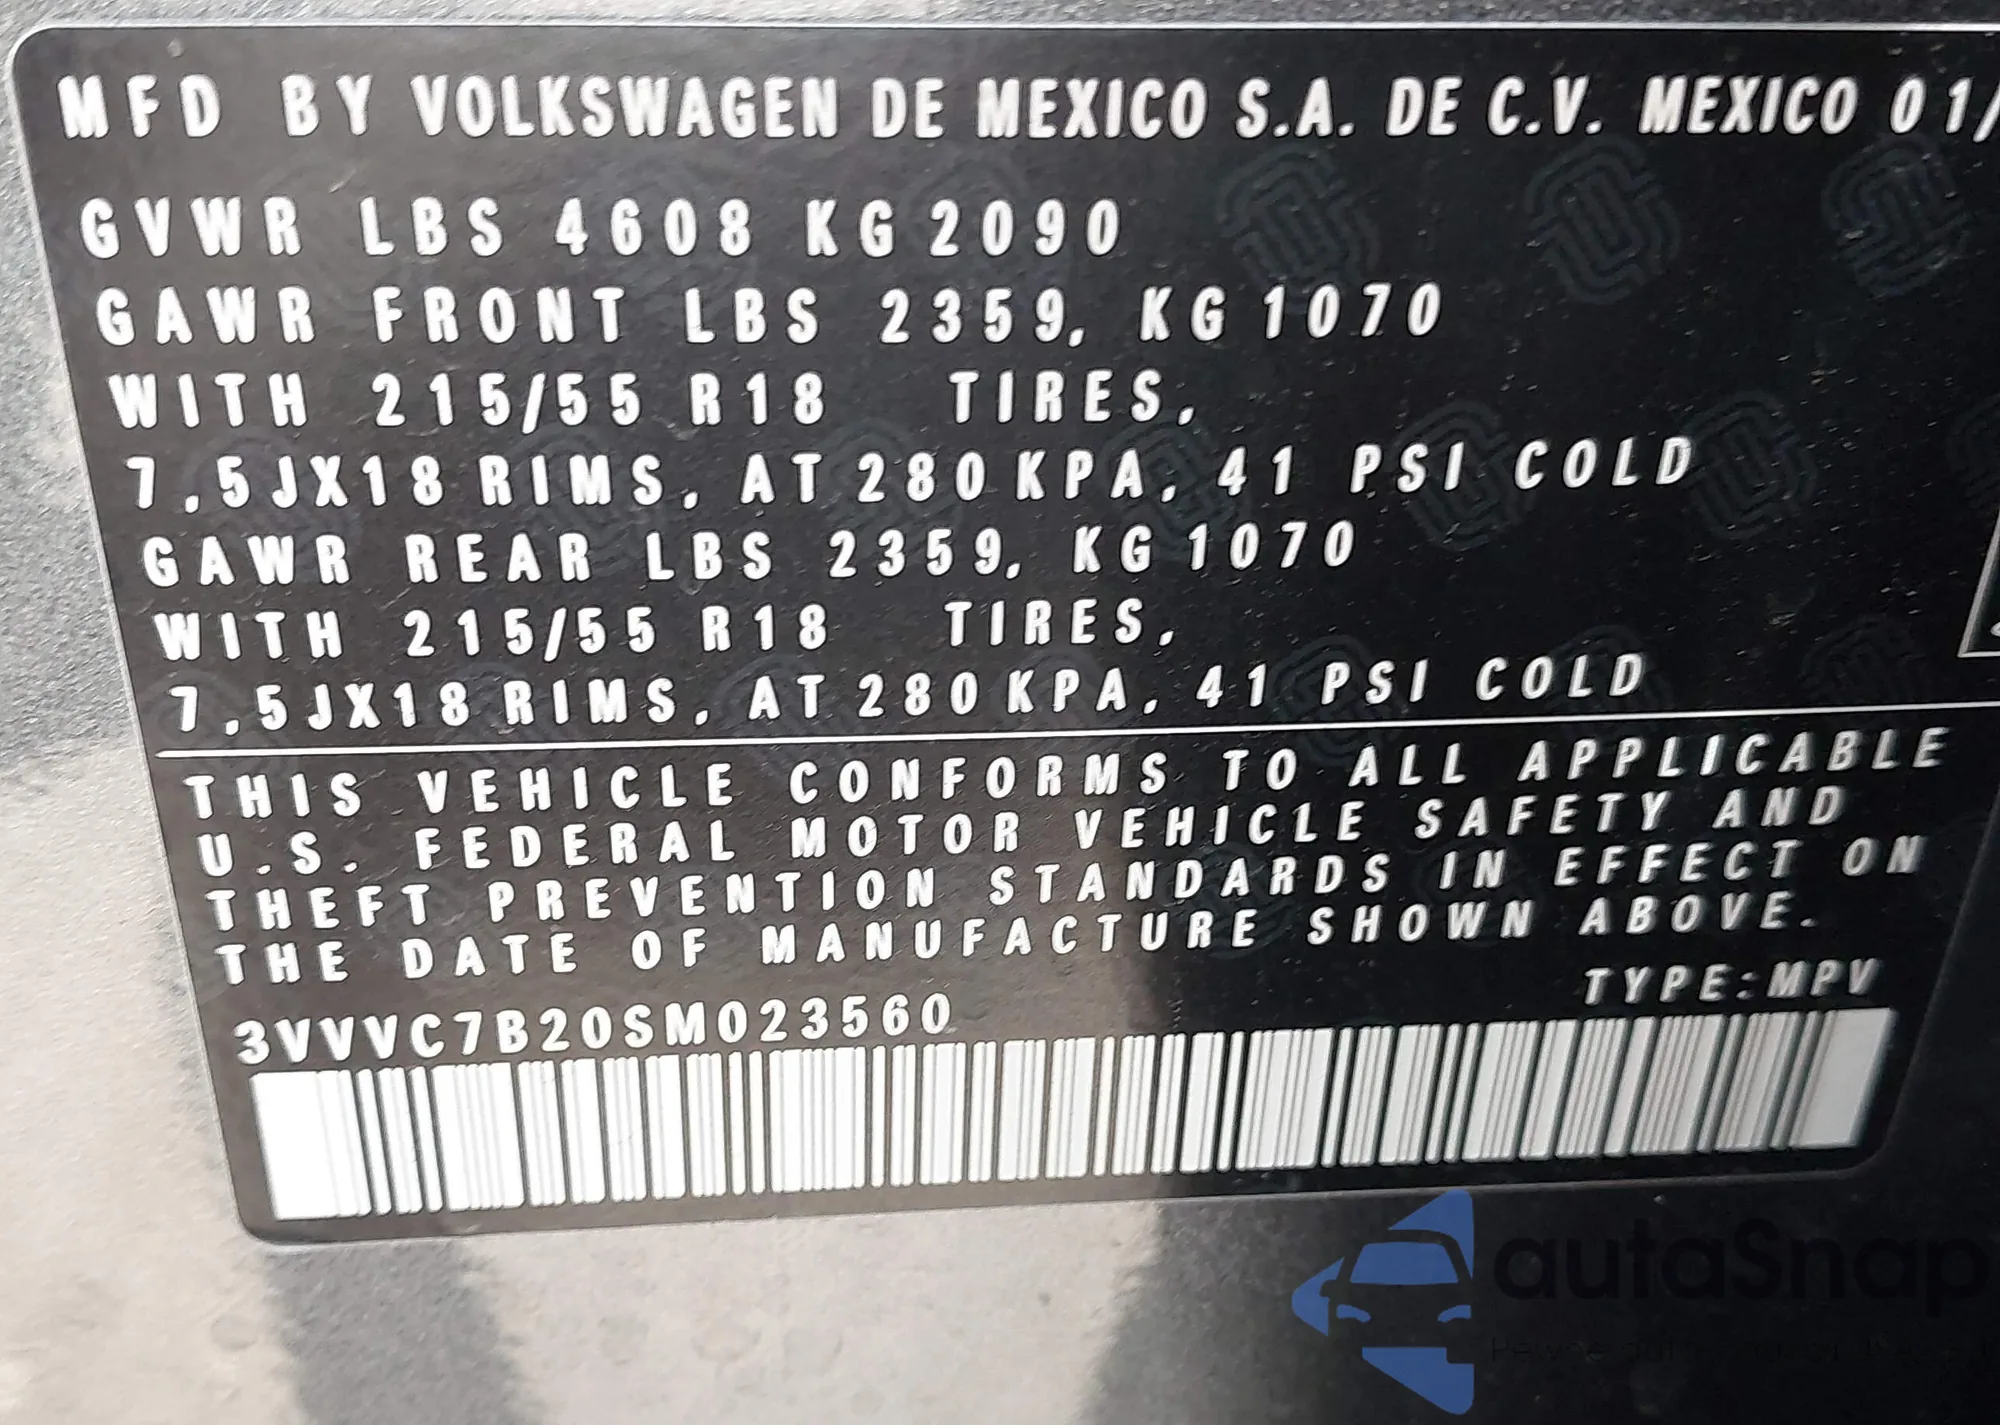 MFD BY VOLKSWAGEN DE MEXICO S.A. DE C.V. MEXICO 01/
GVWR LBS 4608 KG 2090
GAWR FRONT LBS 2359, KG 1070
WITH 215/55 R18 TIRES,
7,5JX18 RIMS, AT 280 KPA, 41 PSI COLD
GAWR REAR LBS 2359, KG 1070
WITH 215/55 R18 TIRES,
7,5JX18 RIMS, AT 280 KPA, 41 PSI COLD
THIS VEHICLE CONFORMS TO ALL APPLICABLE
U.S. FEDERAL MOTOR VEHICLE SAFETY AND
THEFT PREVENTION STANDARDS IN EFFECT ON
THE DATE OF MANUFACTURE SHOWN ABOVE.
TYPE:MPV
3VVVC7B20SM023560
autaSnap